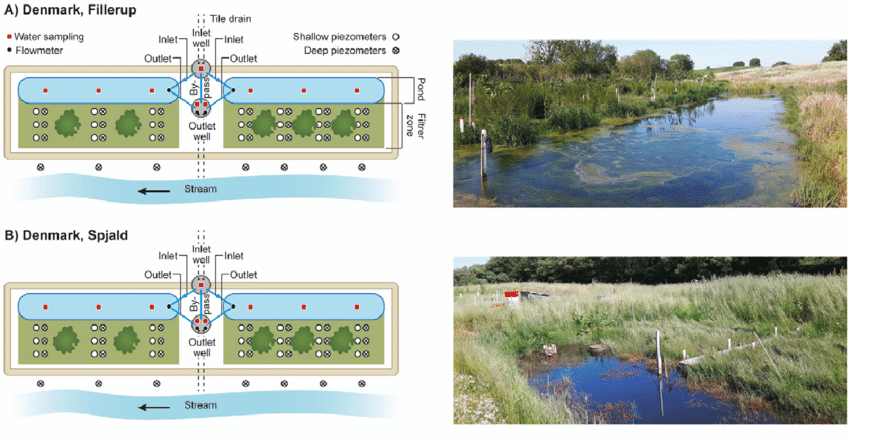 A) Denmark, Fillerup
Tile drain
Water sampling
Flowmeter
Inlet
Outlet
Inlet
well
Inlet
Outlet
Shallow piezometers
Deep piezometers
By-
pass
Outlet
well
Pond
Filtrer
zone
Stream
B) Denmark, Spjald
Inlet
Outlet
Inlet
well
Inlet
Outlet
By-
pass
Outlet
well
Stream